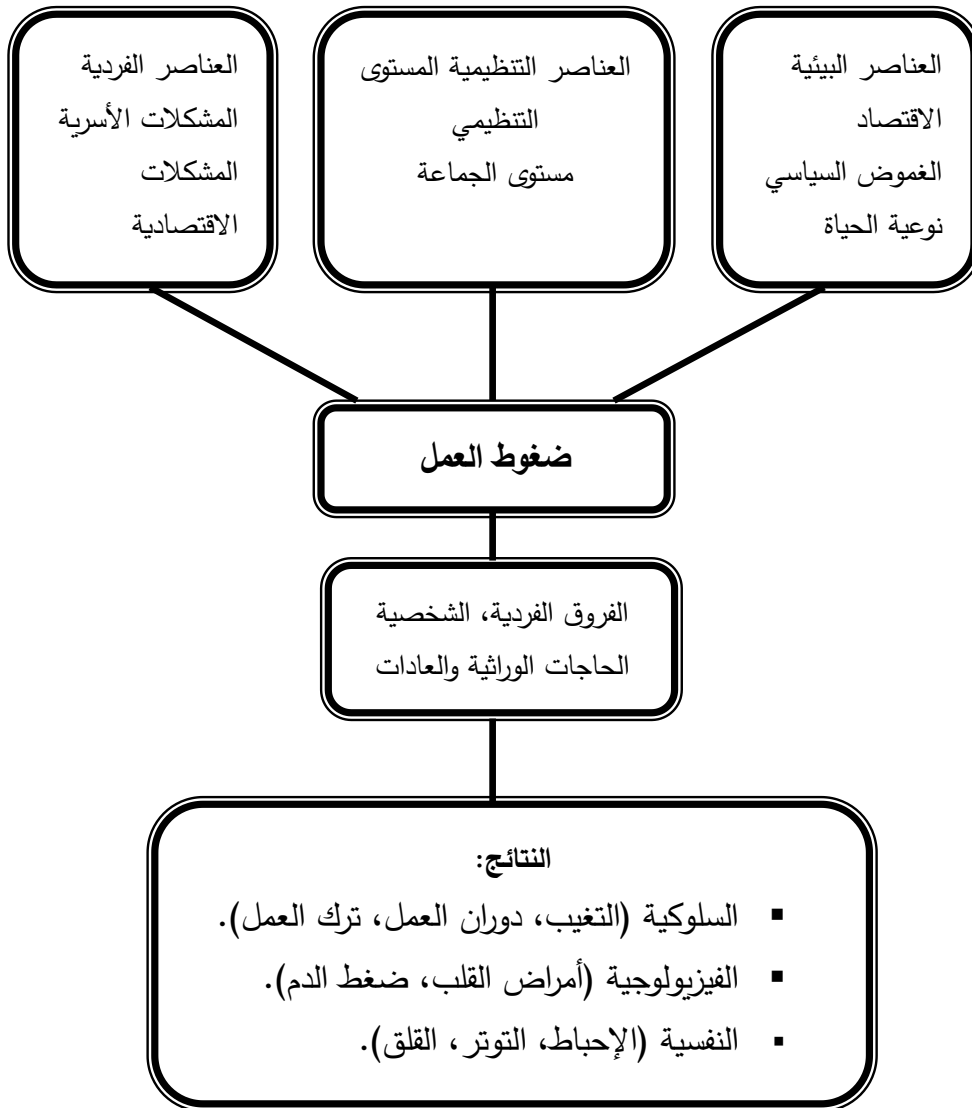 العناصر البيئية
الاقتصاد
الغموض السياسي
نوعية الحياة
العناصر التنظيمية المستوى
التنظيمي
مستوى الجماعة
العناصر الفردية
المشكلات الأسرية
المشكلات
الاقتصادية
ضغوط العمل
الفروق الفردية، الشخصية
الحاجات الوراثية والعادات
النتائج:
▪ السلوكية (التغيب، دوران العمل، ترك العمل).
▪ الفيزيولوجية (أمراض القلب، ضغط الدم).
▪ النفسية (الإحباط، التوتر، القلق).